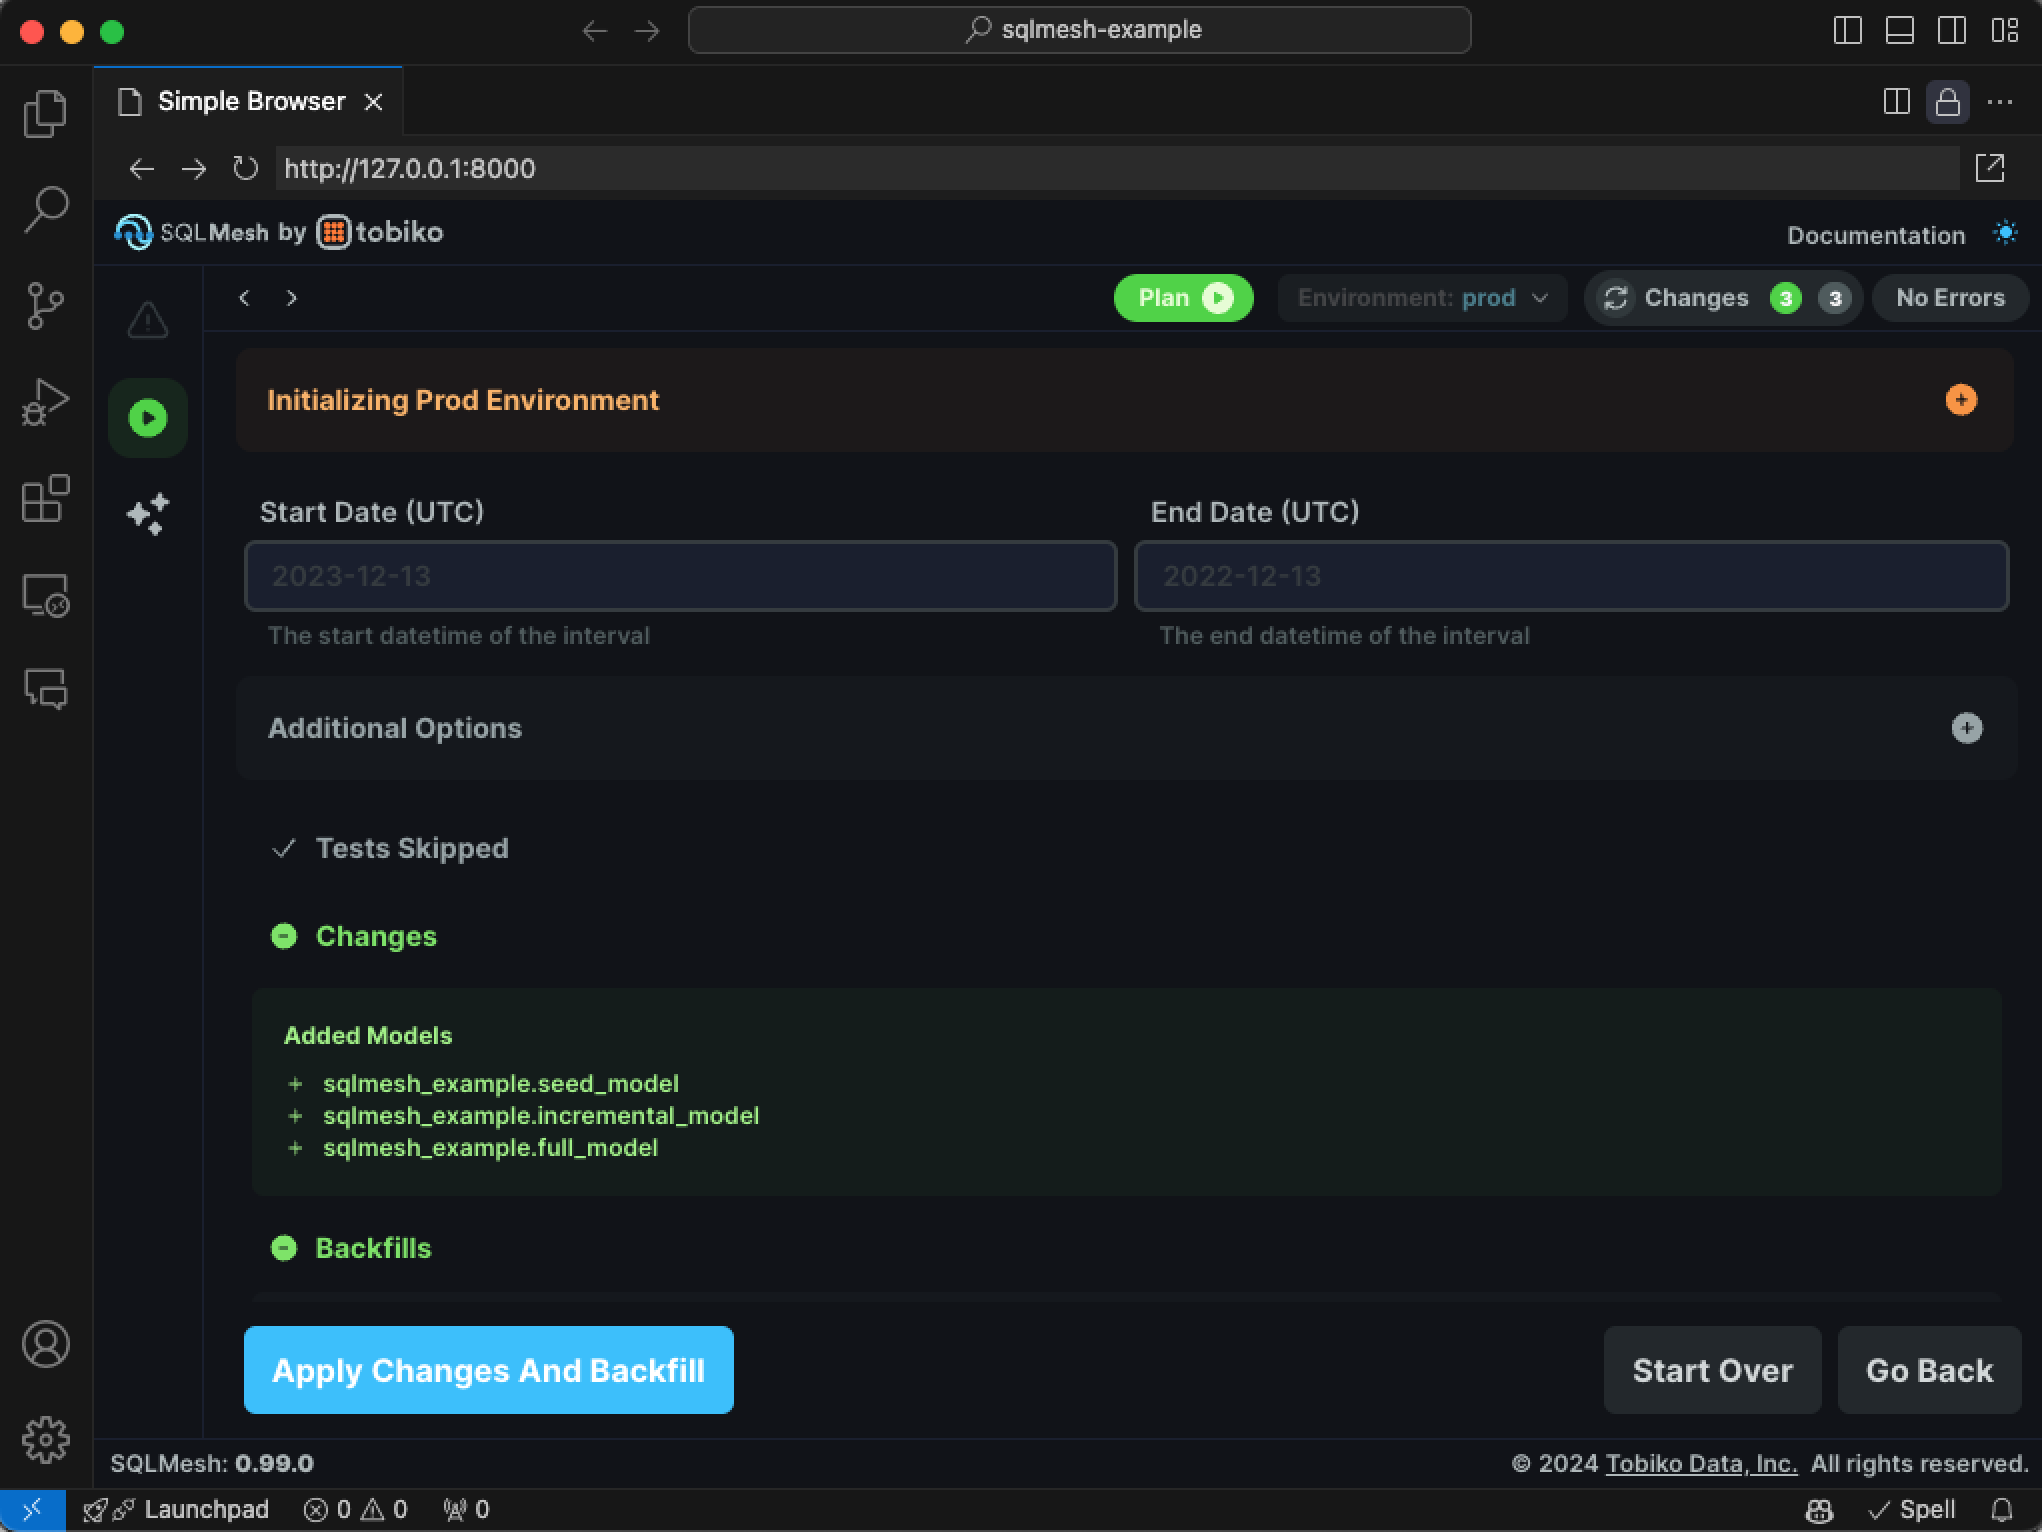 sqlmesh-example
Simple Browser
http://127.0.0.1:8000
SQLMesh by tobiko
Documentation
Plan
Environment: prod
Changes 3 3
No Errors
Initializing Prod Environment
Start Date (UTC)
End Date (UTC)
2023-12-13
2022-12-13
The start datetime of the interval
The end datetime of the interval
Additional Options
Tests Skipped
Changes
Added Models
+ sqlmesh_example.seed_model
+ sqlmesh_example.incremental_model
+ sqlmesh_example.full_model
Backfills
Apply Changes And Backfill
Start Over
Go Back
SQLMesh: 0.99.0
© 2024 Tobiko Data, Inc. All rights reserved.
Launchpad 0 0 0
Spell